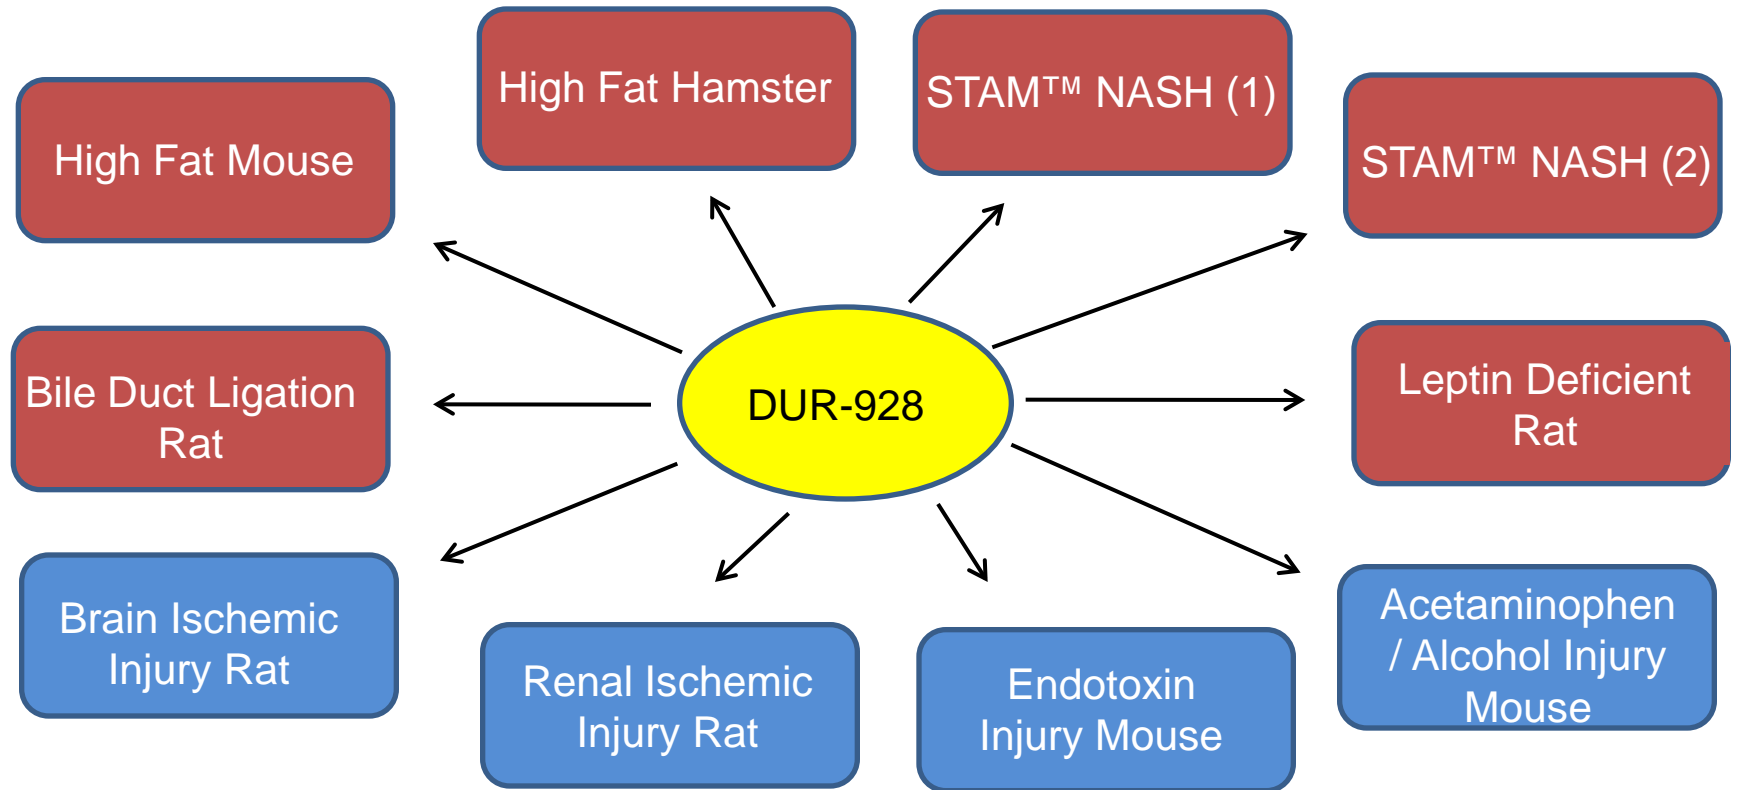 High Fat Hamster
STAM™ NASH (1)
High Fat Mouse
STAM™ NASH (2)
Bile Duct Ligation
Rat
DUR-928
Leptin Deficient
Rat
Brain Ischemic
Injury Rat
Renal Ischemic
Injury Rat
Endotoxin
Injury Mouse
Acetaminophen
/ Alcohol Injury
Mouse